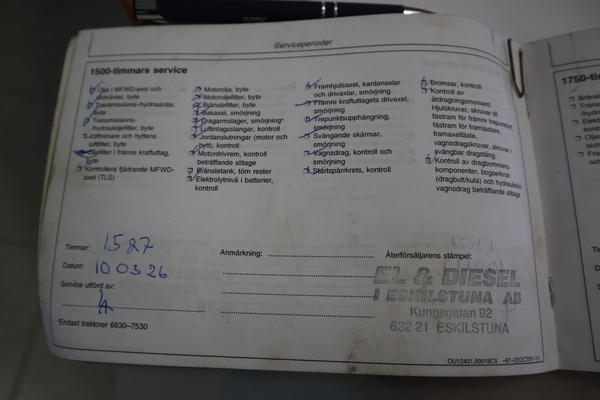 Serviceperioder
1500-timmars service
Olja i MFWD-axel och
slutväxlar, byte
Transmissions-hydraulolja,
byte
Transmissions-
hydrauloljefilter, byte
Luftrenare och hyttens
luftfilter, byte
Oljefilter i främre kraftuttag,
byte
Kontrollera fjädrande MFWD-
axel (TLS)
Motorolja, byte
Motoroljefilter, byte
Bränslefilter, byte
Bakaxel, smörjning
Dragarmslager, smörjning*
Luftintagsslangar, kontroll
Jordanslutningar (motor och
hytt), kontroll
Motordrivrem, kontroll
beträffande slitage
Bränsletank, töm rester
Elektrolytnivå i batterier,
kontroll
Framhjulsaxel, kardanaxlar
och drivaxlar, smörjning
Främre kraftuttagets drivaxel,
smörjning
Trepunktsupphängning,
smörjning
Svängande skärmar,
smörjning
Vagnsdrag, kontroll och
smörjning
Startspärrkrets, kontroll
Bromsar, kontroll
Kontroll av
åtdragningsmoment:
Hjulskruvar, skruvar till
fästram för främre trepunktslyft,
fästram för framlastare,
framaxelfäste,
vagnsdragskruvar, skruvar i
svängbar dragstång
Kontroll av dragbommens
komponenter, bogserkrok
(dragbult/kula) och hydrauliska
vagnsdrag beträffande slitage
Timmar: 1527
Datum: 10 03 26
Service utförd av:
*Endast traktorer 6830–7530
Anmärkning:
Återförsäljarens stämpel:
EL & DIESEL
I ESKILSTUNA AB
Kungsgatan 92
632 21 ESKILSTUNA
OU12401,00018C5
1750-ti